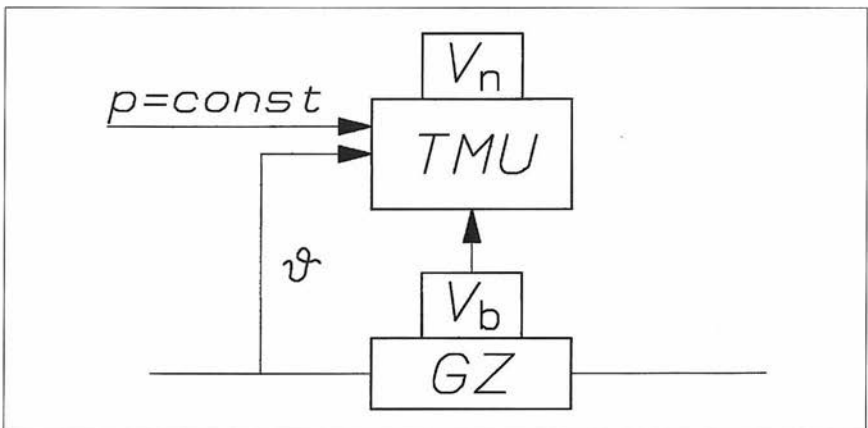 Vn
p=const
TMU
ϑ
Vb
GZ